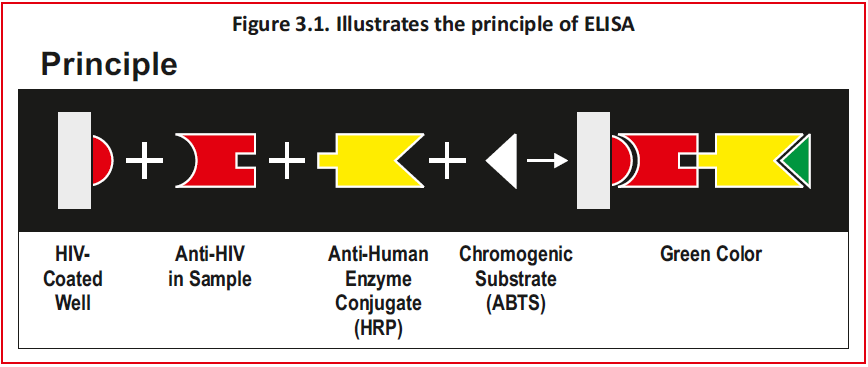 Figure 3.1. Illustrates the principle of ELISA
Principle
HIV-
Coated
Well
Anti-HIV
in Sample
Anti-Human
Enzyme
Conjugate
(HRP)
Chromogenic
Substrate
(ABTS)
Green Color